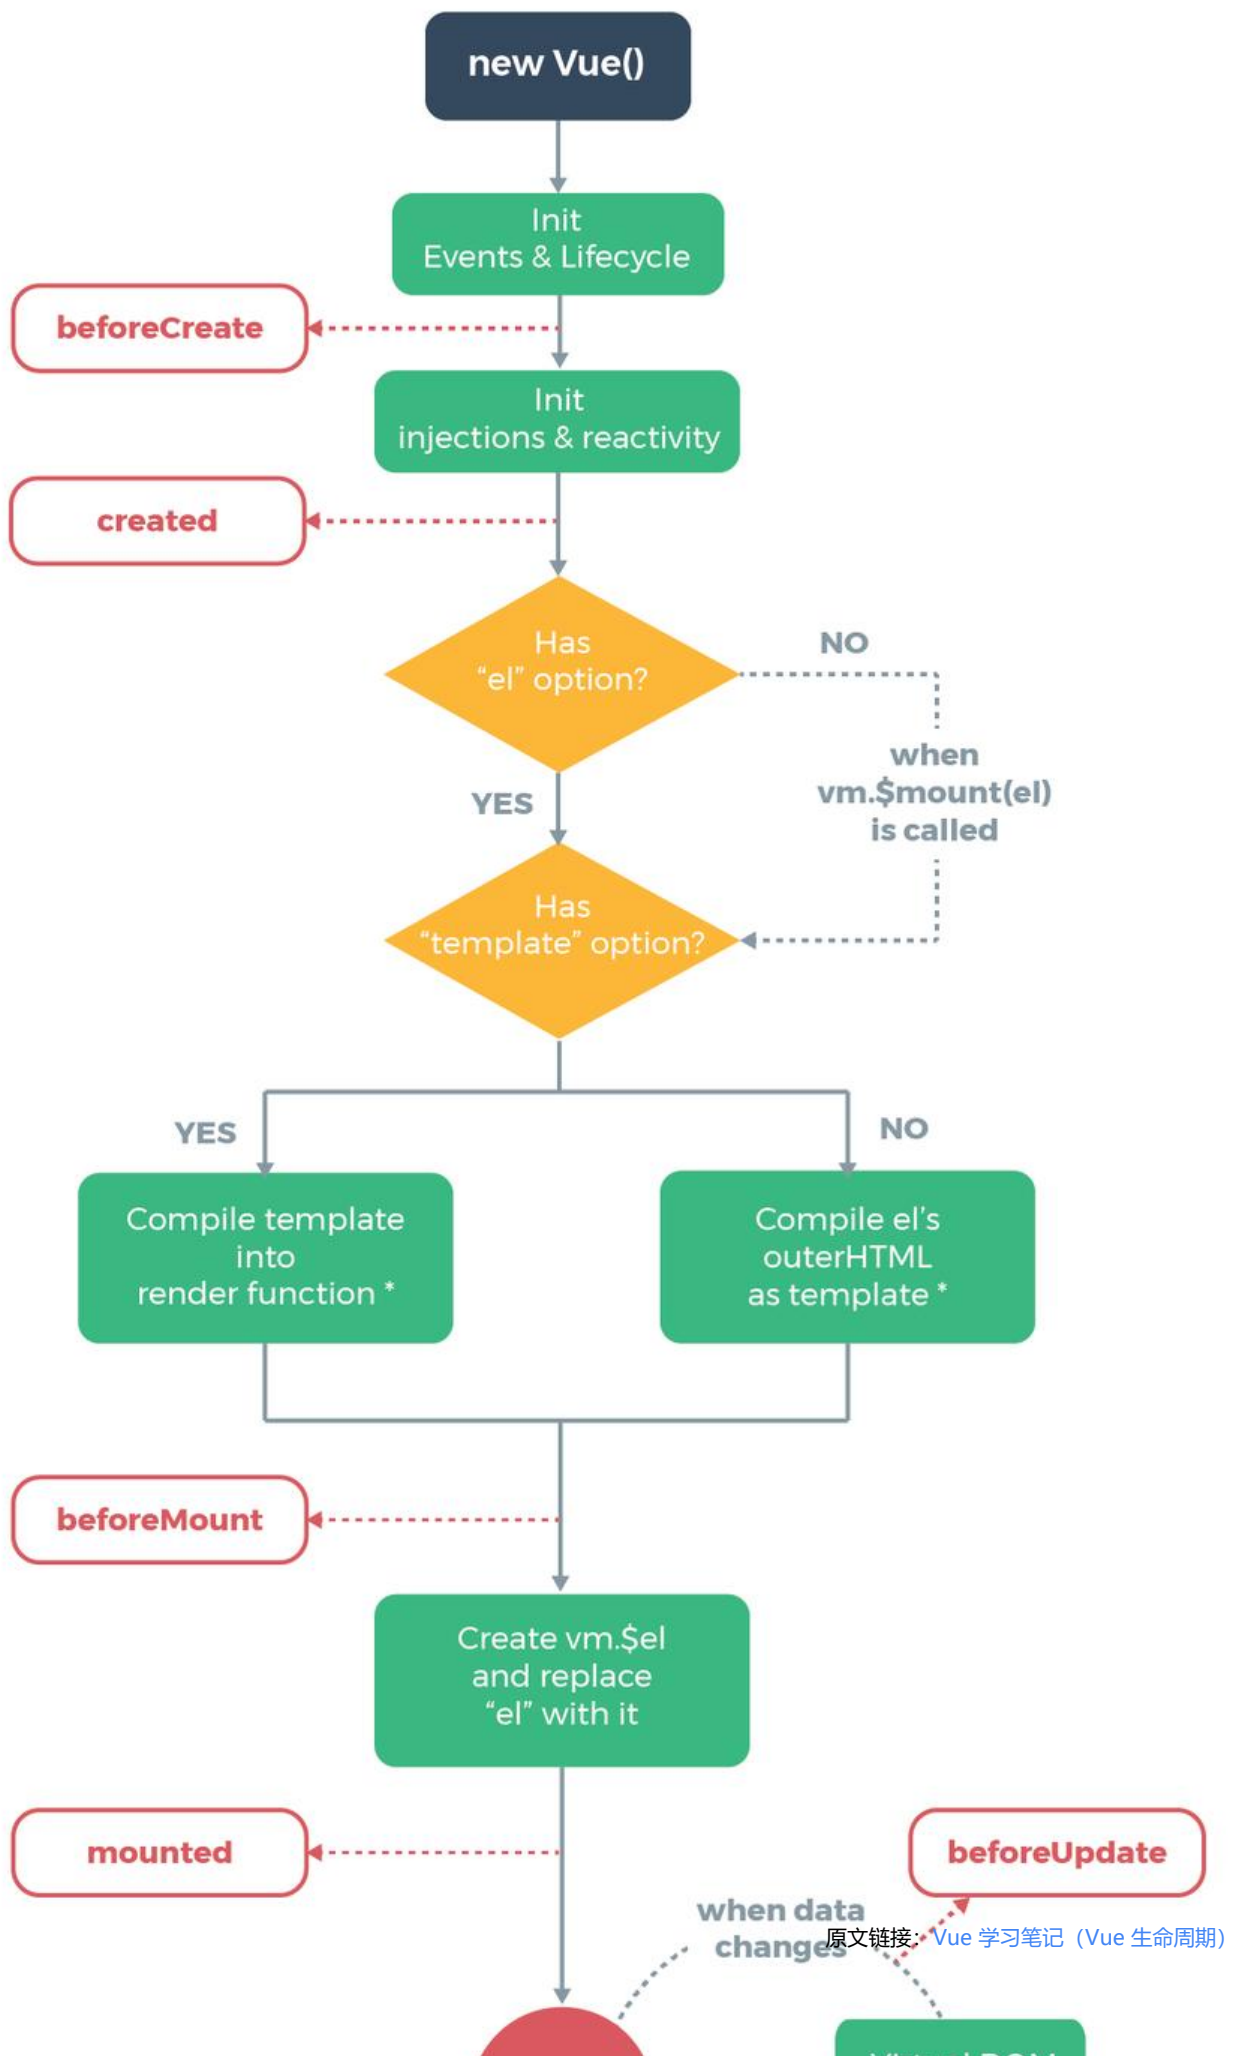 new Vue()
Init
Events & Lifecycle
beforeCreate
Init
injections & reactivity
created
Has
“el” option?
NO
when
vm.$mount(el)
is called
YES
Has
“template” option?
YES
NO
Compile template
into
render function *
Compile el’s
outerHTML
as template *
beforeMount
Create vm.$el
and replace
“el” with it
mounted
beforeUpdate
when data
changes
原文链接：Vue 学习笔记（Vue 生命周期）